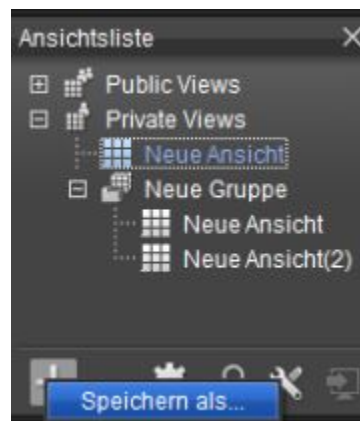 Ansichtsliste
Public Views
Private Views
Neue Ansicht
Neue Gruppe
Neue Ansicht
Neue Ansicht(2)
Speichern als...